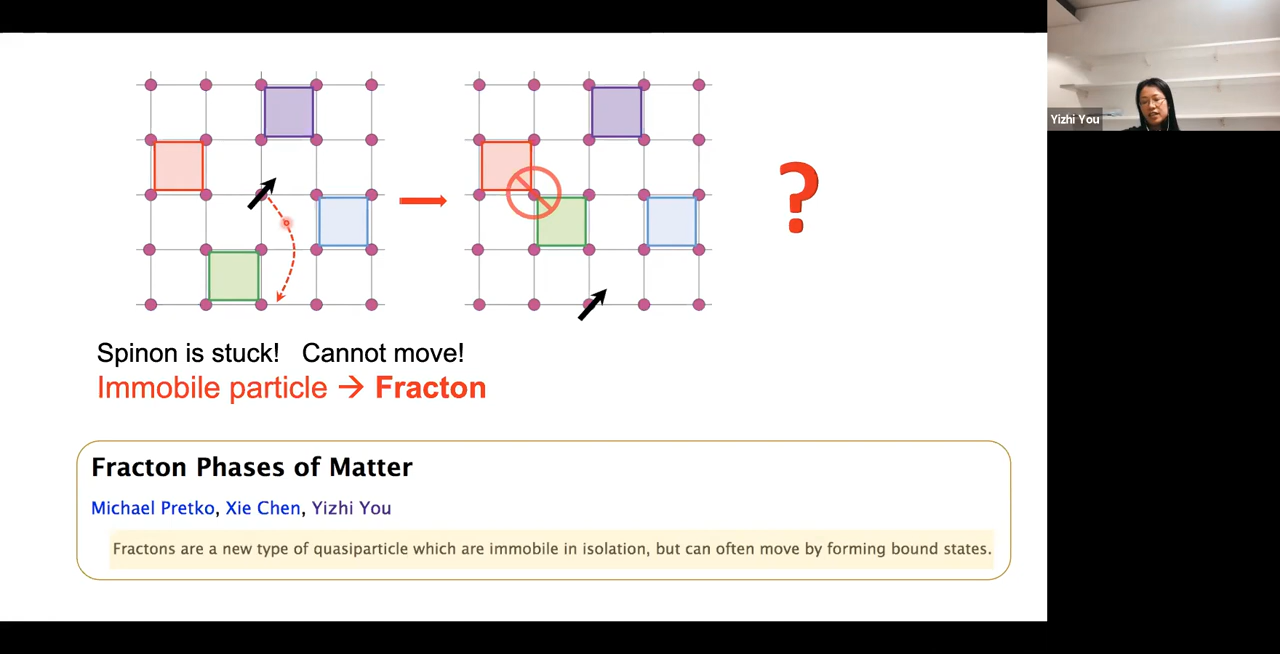 Yizhi You
?
Spinon is stuck! Cannot move!
Immobile particle → Fracton
Fracton Phases of Matter
Michael Pretko, Xie Chen, Yizhi You
Fractons are a new type of quasiparticle which are immobile in isolation, but can often move by forming bound states.